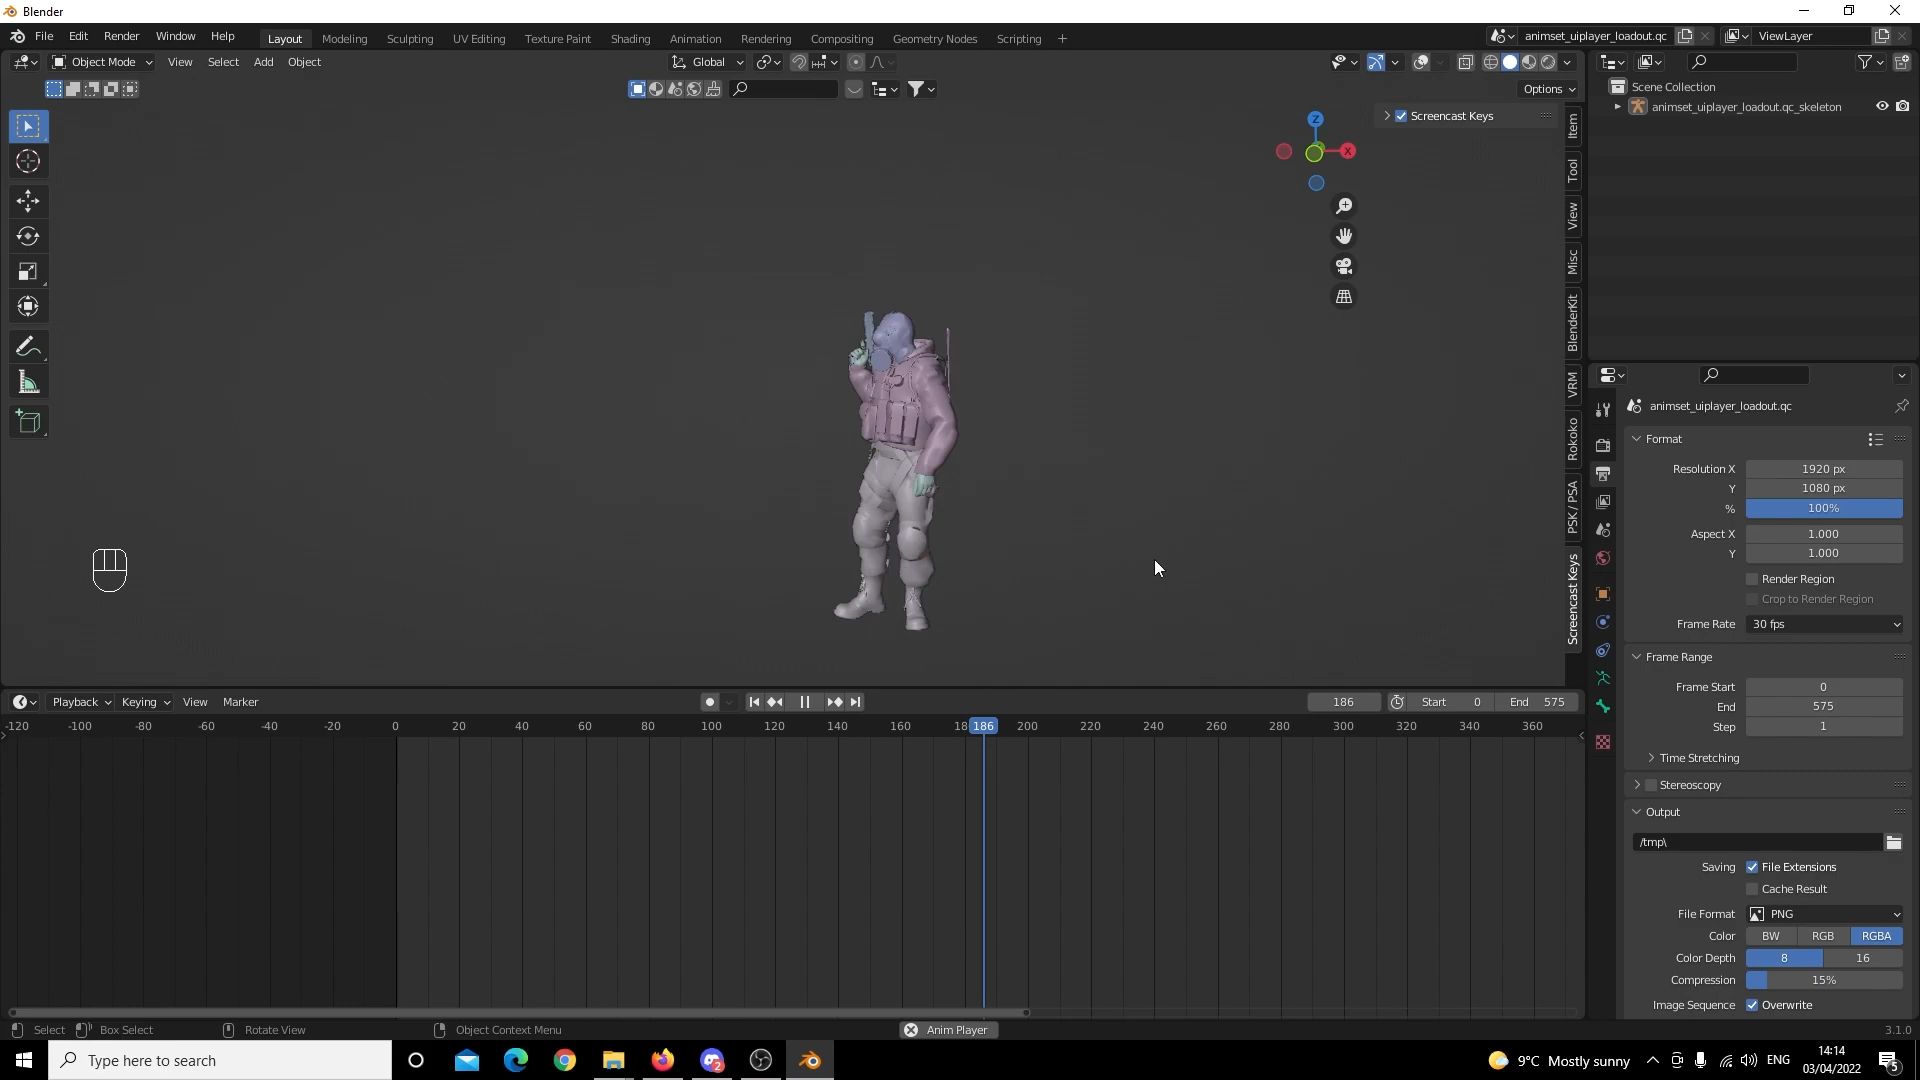 Blender
File Edit Render Window Help Layout Modeling Sculpting UV Editing Texture Paint Shading Animation Rendering Compositing Geometry Nodes Scripting + animset_uiplayer_loadout.qc ViewLayer
Object Mode View Select Add Object Global
Options
Screencast Keys
Z
X
Item
Tool
View
Misc
BlenderKit
VRM
Rokoko
PSK / PSA
Screencast Keys
Scene Collection
animset_uiplayer_loadout.qc_skeleton
animset_uiplayer_loadout.qc
Format
Resolution X 1920 px
Y 1080 px
% 100%
Aspect X 1.000
Y 1.000
Render Region
Crop to Render Region
Frame Rate 30 fps
Frame Range
Frame Start 0
End 575
Step 1
Time Stretching
Stereoscopy
Output
/tmp\
Saving File Extensions
Cache Result
File Format PNG
Color BW RGB RGBA
Color Depth 8 16
Compression 15%
Image Sequence Overwrite
Playback Keying View Marker 186 Start 0 End 575
-120 -100 -80 -60 -40 -20 0 20 40 60 80 100 120 140 160 18 186 200 220 240 260 280 300 320 340 360
Select Box Select Rotate View Object Context Menu Anim Player 3.1.0
Type here to search
2
9°C Mostly sunny ENG
14:14
03/04/2022
5